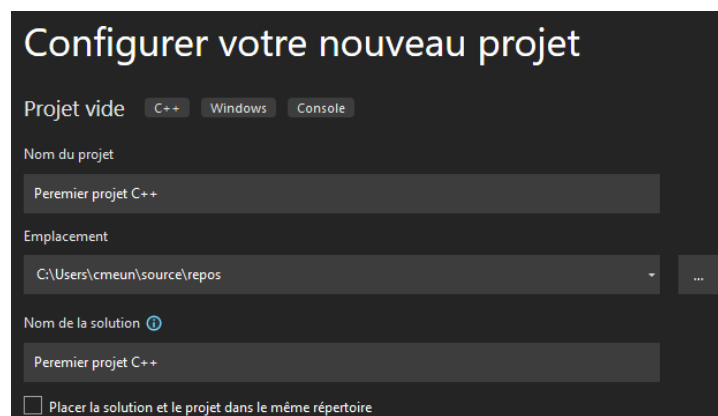 Configurer votre nouveau projet
Projet vide C++ Windows Console
Nom du projet
Peremier projet C++
Emplacement
C:\Users\cmeun\source\repos
...
Nom de la solution
Peremier projet C++
Placer la solution et le projet dans le même répertoire